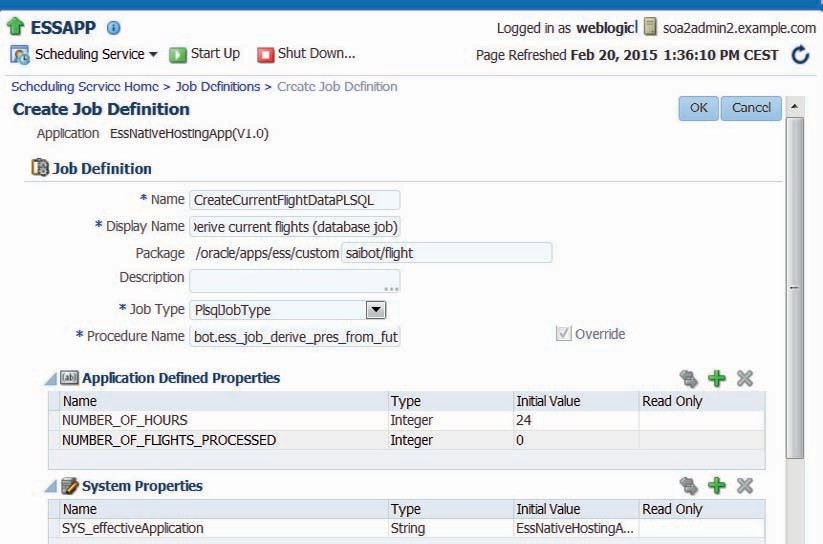 ESSAPP
Logged in as weblogic| soa2admin2.example.com
Scheduling Service Start Up Shut Down... Page Refreshed Feb 20, 2015 1:36:10 PM CEST
Scheduling Service Home > Job Definitions > Create Job Definition
Create Job Definition OK Cancel
Application EssNativeHostingApp(V1.0)
Job Definition
* Name CreateCurrentFlightDataPLSQL
* Display Name erive current flights (database job)
Package /oracle/apps/ess/custom saibot/flight
Description
* Job Type PlsqlJobType
* Procedure Name bot.ess_job_derive_pres_from_fut Override
Application Defined Properties
Name Type Initial Value Read Only
NUMBER_OF_HOURS Integer 24
NUMBER_OF_FLIGHTS_PROCESSED Integer 0
System Properties
Name Type Initial Value Read Only
SYS_effectiveApplication String EssNativeHostingA...